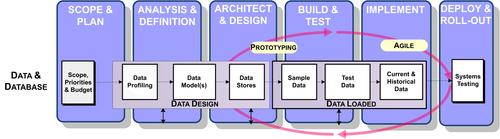 SCOPE &
PLAN
ANALYSIS &
DEFINITION
ARCHITECT
& DESIGN
BUILD &
TEST
IMPLEMENT
DEPLOY &
ROLL-OUT
PROTOTYPING
AGILE
DATA &
DATABASE
Scope,
Priorities
& Budget
Data
Profiling
Data
Model(s)
Data
Stores
Sample
Data
Test
Data
Current &
Historical
Data
Systems
Testing
DATA DESIGN
DATA LOADED